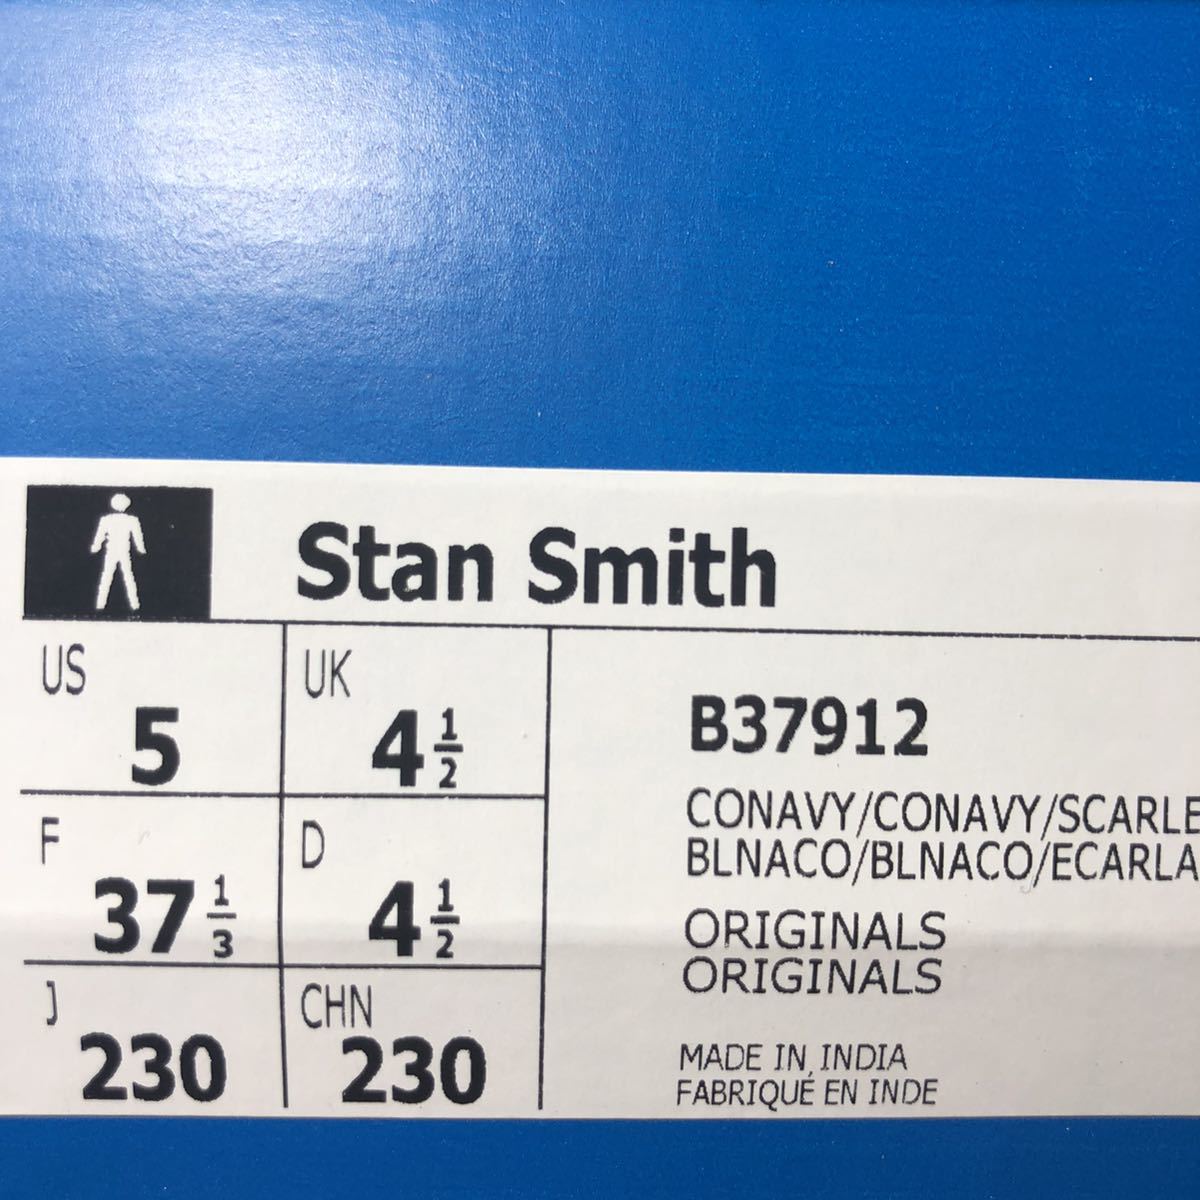 Stan Smith
US 5 UK 4 1/2
F 37 1/3 D 4 1/2
J 230 CHN 230
B37912
CONAVY/CONAVY/SCARLE
BLNACO/BLNACO/ECARLA
ORIGINALS
ORIGINALS
MADE IN INDIA
FABRIQUÉ EN INDE